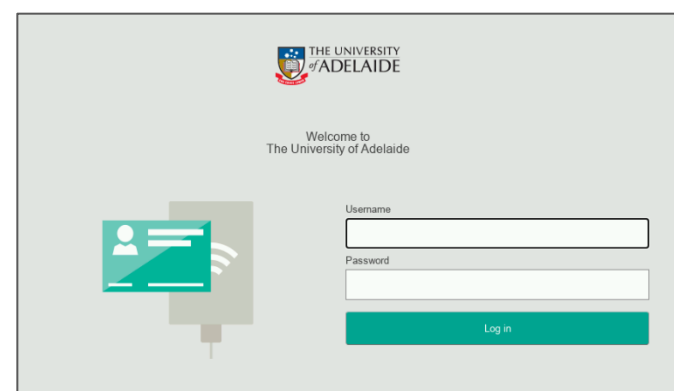 THE UNIVERSITY
of ADELAIDE
Welcome to
The University of Adelaide
Username
Password
Log in